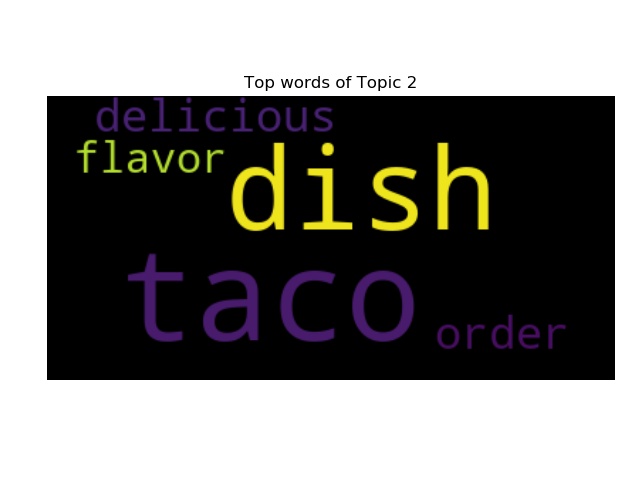 Top words of Topic 2
delicious
flavor
dish
taco
order